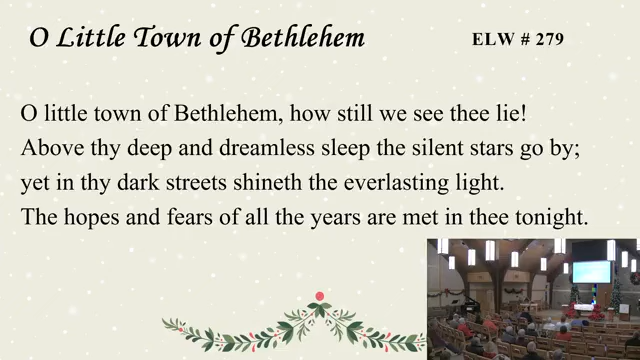 O Little Town of Bethlehem
ELW # 279
O little town of Bethlehem, how still we see thee lie!
Above thy deep and dreamless sleep the silent stars go by;
yet in thy dark streets shineth the everlasting light.
The hopes and fears of all the years are met in thee tonight.